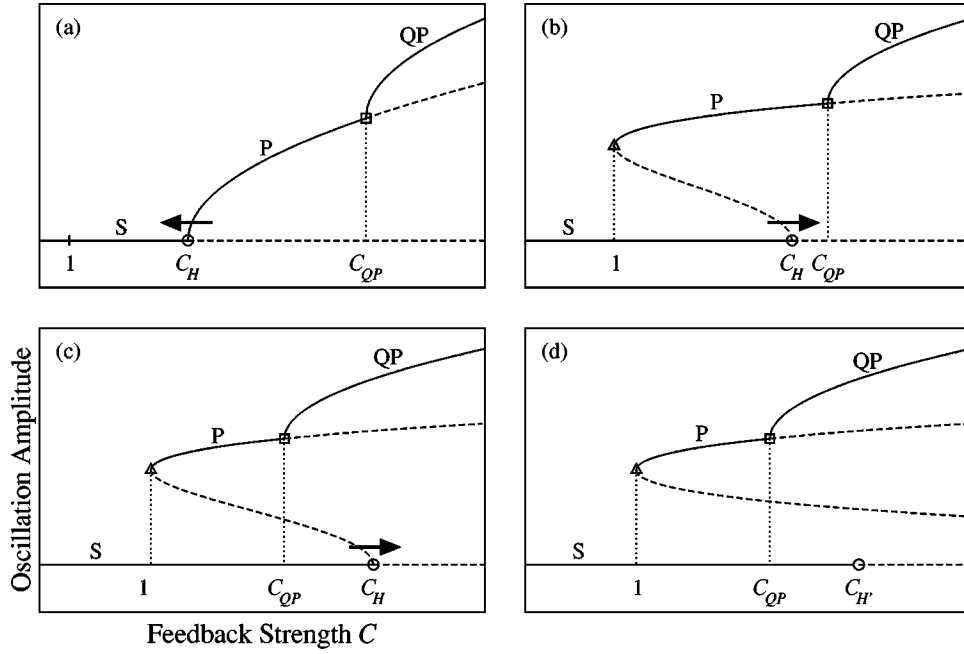 (a)
QP
P
S
1
C_H
C_QP
(b)
QP
P
S
1
C_H
C_QP
(c)
QP
P
S
1
C_QP
C_H
(d)
QP
P
S
1
C_QP
C_H'
Oscillation Amplitude
Feedback Strength C